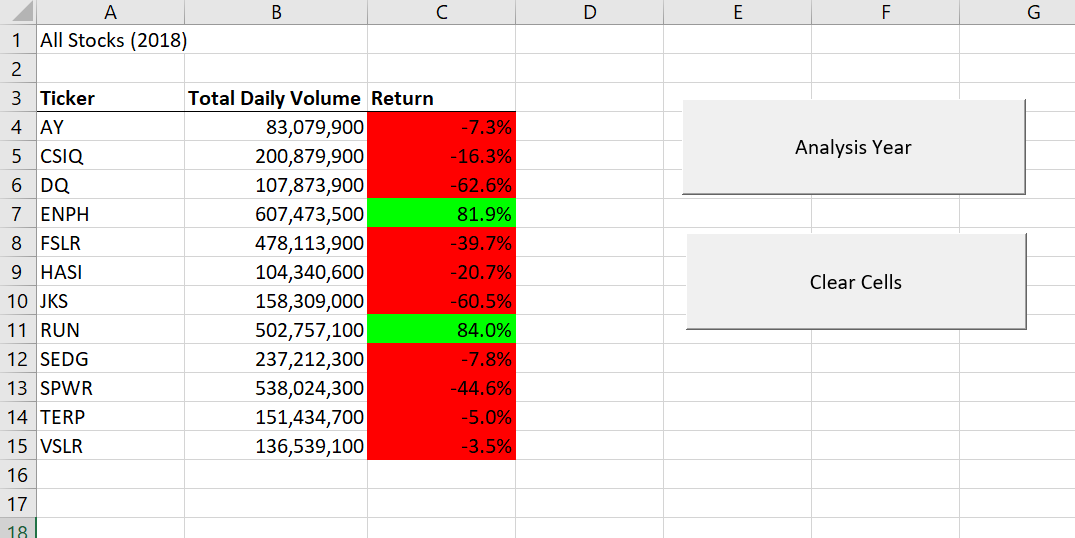 A B C D E F G
1 All Stocks (2018)
2
3 Ticker Total Daily Volume Return
4 AY 83,079,900 -7.3%
5 CSIQ 200,879,900 -16.3%
6 DQ 107,873,900 -62.6%
7 ENPH 607,473,500 81.9%
8 FSLR 478,113,900 -39.7%
9 HASI 104,340,600 -20.7%
10 JKS 158,309,000 -60.5%
11 RUN 502,757,100 84.0%
12 SEDG 237,212,300 -7.8%
13 SPWR 538,024,300 -44.6%
14 TERP 151,434,700 -5.0%
15 VSLR 136,539,100 -3.5%
16
17
18
Analysis Year
Clear Cells